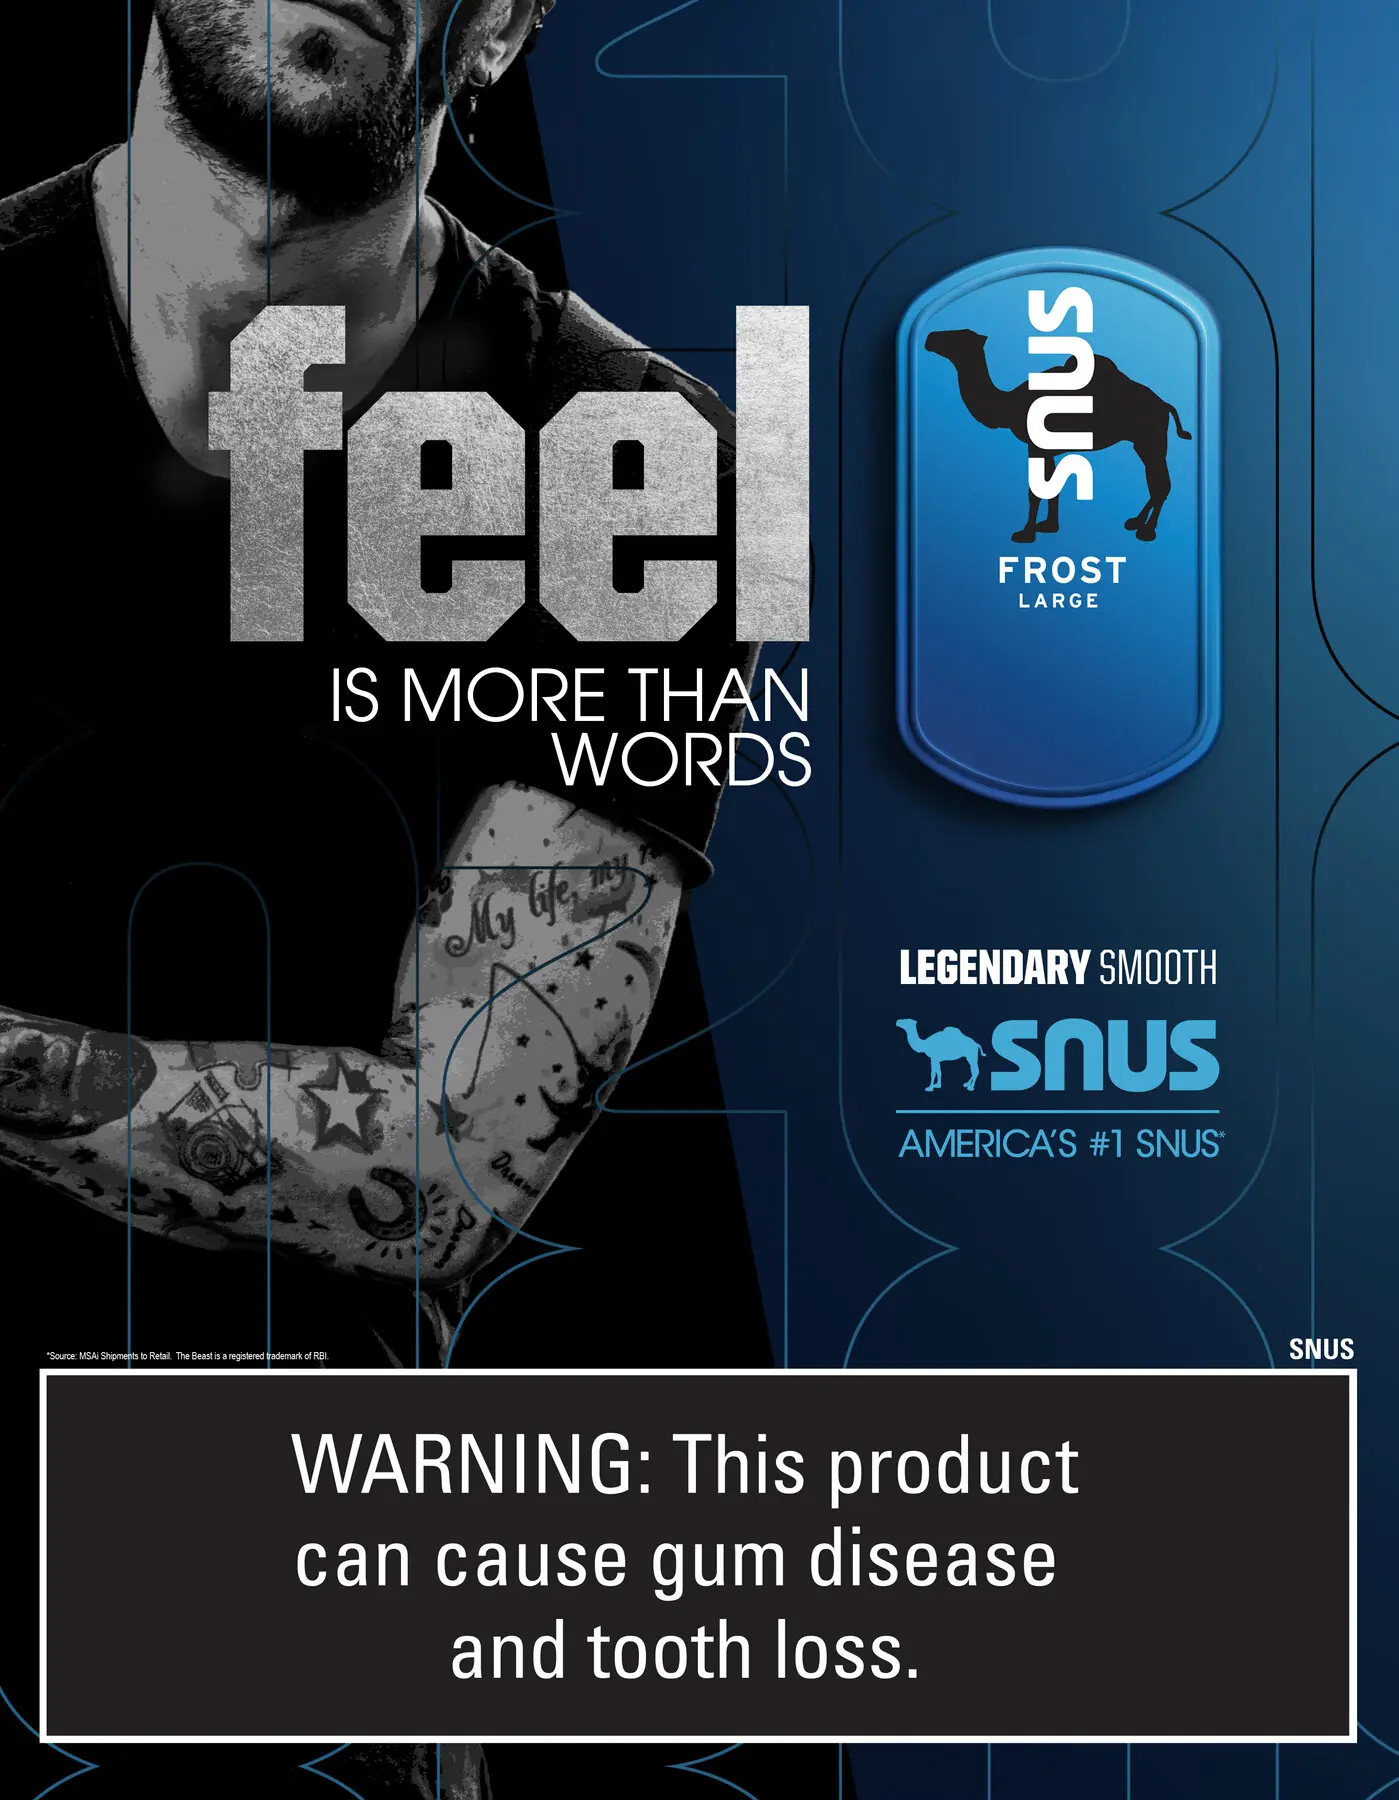 feel
IS MORE THAN
WORDS
snus
FROST
LARGE
LEGENDARY SMOOTH
snus
AMERICA'S #1 SNUS*
My life, my
*Source: MSAi Shipments to Retail. The Beast is a registered trademark of RBI.
SNUS
WARNING: This product
can cause gum disease
and tooth loss.